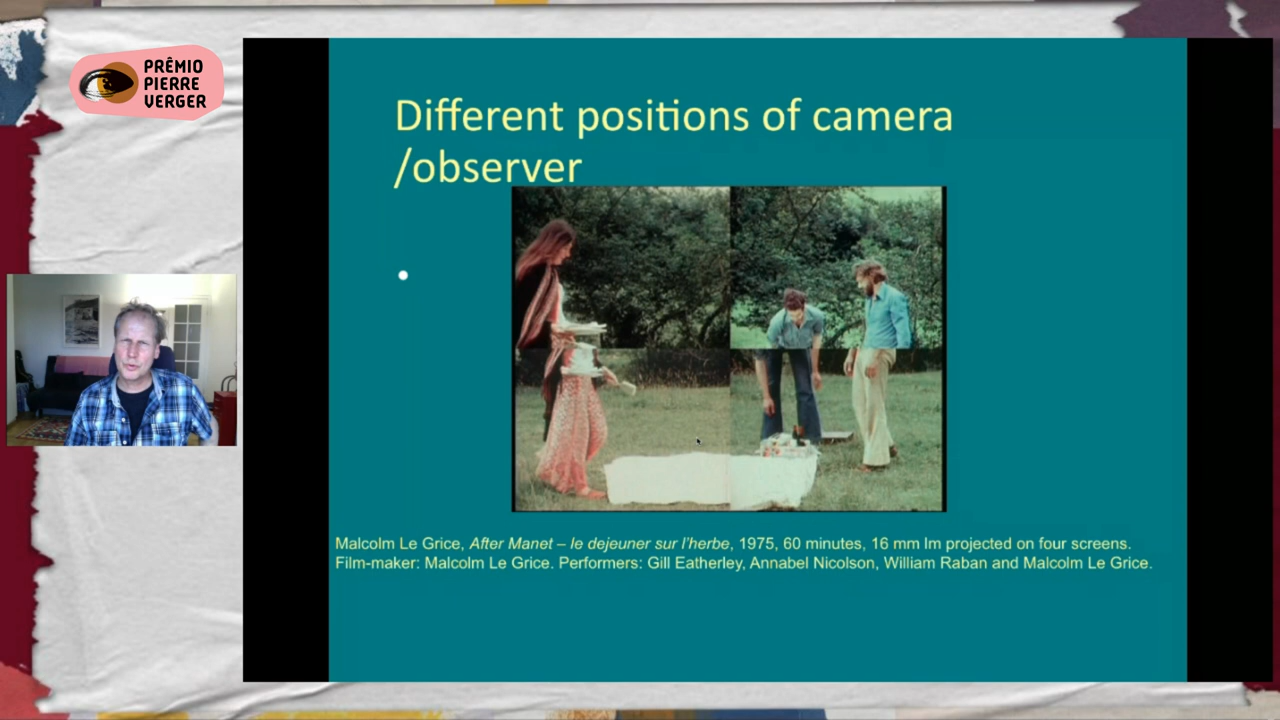 PRÊMIO
PIERRE
VERGER
Different positions of camera
/observer
Malcolm Le Grice, After Manet – le dejeuner sur l'herbe, 1975, 60 minutes, 16 mm lm projected on four screens.
Film-maker: Malcolm Le Grice. Performers: Gill Eatherley, Annabel Nicolson, William Raban and Malcolm Le Grice.